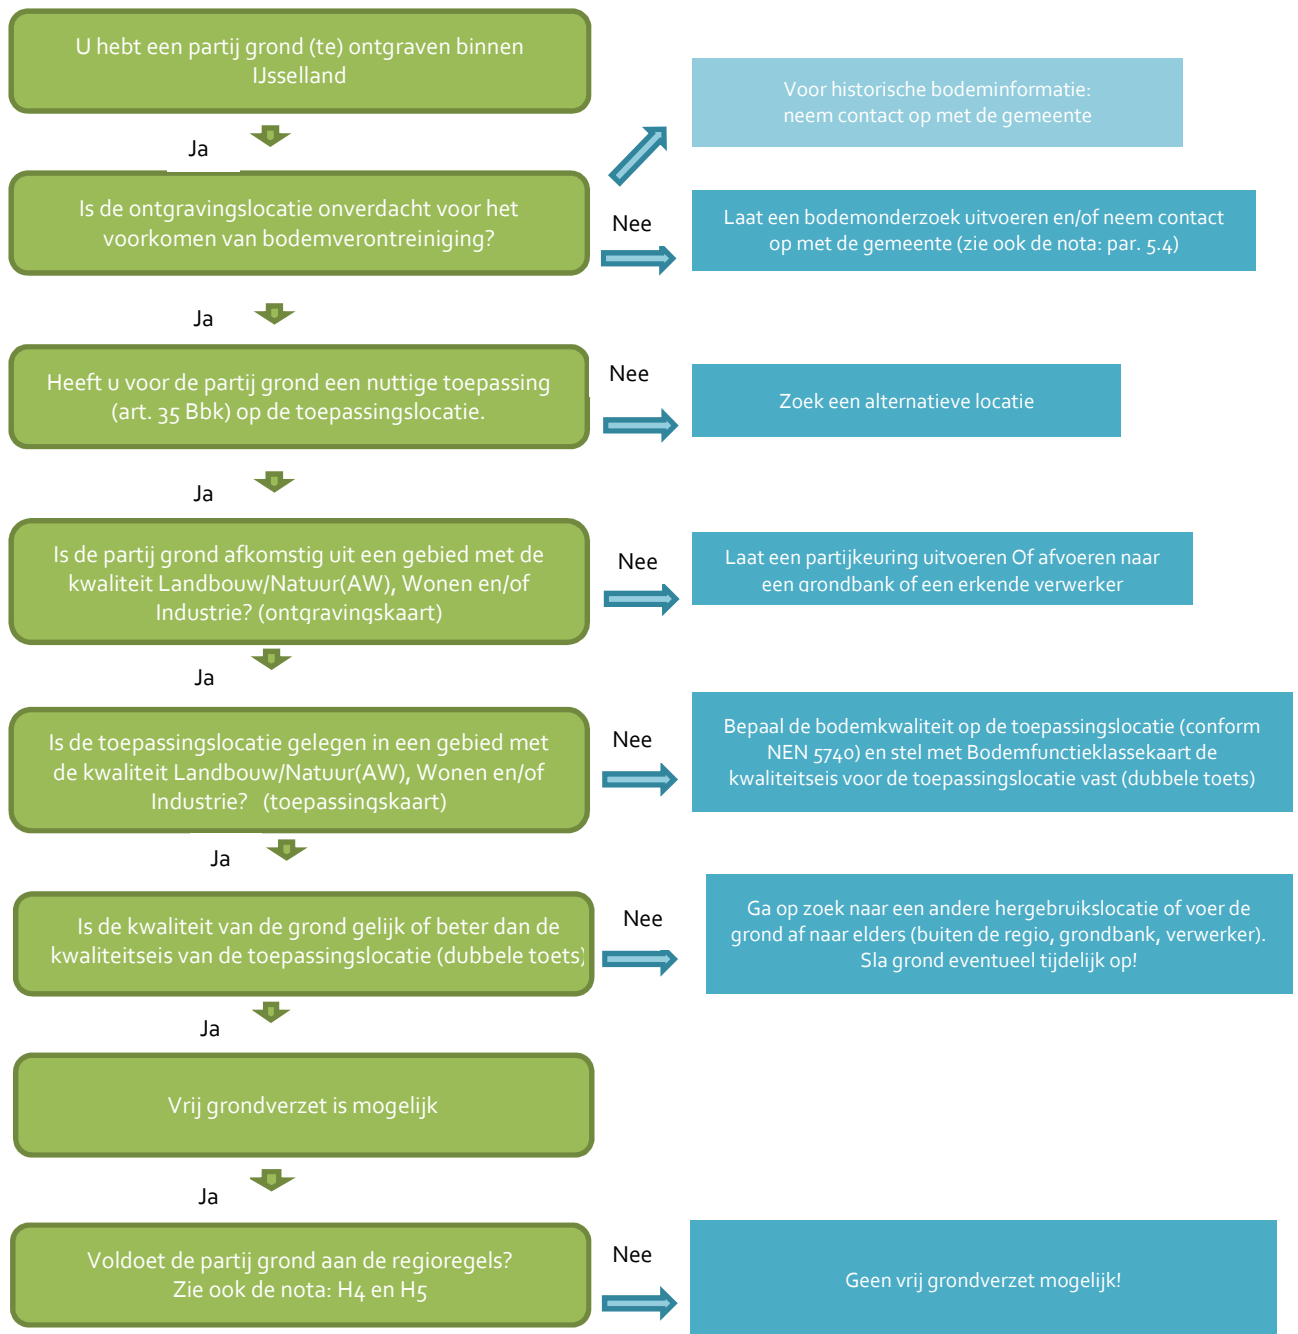 U hebt een partij grond (te) ontgraven binnen
IJsselland
Voor historische bodeminformatie:
neem contact op met de gemeente
Ja
Is de ontgravingslocatie onverdacht voor het
voorkomen van bodemverontreiniging?
Nee
Laat een bodemonderzoek uitvoeren en/of neem contact
op met de gemeente (zie ook de nota: par. 5.4)
Ja
Heeft u voor de partij grond een nuttige toepassing
(art. 35 Bbk) op de toepassingslocatie.
Nee
Zoek een alternatieve locatie
Ja
Is de partij grond afkomstig uit een gebied met de
kwaliteit Landbouw/Natuur(AW), Wonen en/of
Industrie? (ontgravingskaart)
Nee
Laat een partijkeuring uitvoeren Of afvoeren naar
een grondbank of een erkende verwerker
Ja
Is de toepassingslocatie gelegen in een gebied met
de kwaliteit Landbouw/Natuur(AW), Wonen en/of
Industrie? (toepassingskaart)
Nee
Bepaal de bodemkwaliteit op de toepassingslocatie (conform
NEN 5740) en stel met Bodemfunctieklassekaart de
kwaliteitseis voor de toepassingslocatie vast (dubbele toets)
Ja
Is de kwaliteit van de grond gelijk of beter dan de
kwaliteitseis van de toepassingslocatie (dubbele toets)
Nee
Ga op zoek naar een andere hergebruikslocatie of voer de
grond af naar elders (buiten de regio, grondbank, verwerker).
Sla grond eventueel tijdelijk op!
Ja
Vrij grondverzet is mogelijk
Ja
Voldoet de partij grond aan de regioregels?
Zie ook de nota: H4 en H5
Nee
Geen vrij grondverzet mogelijk!